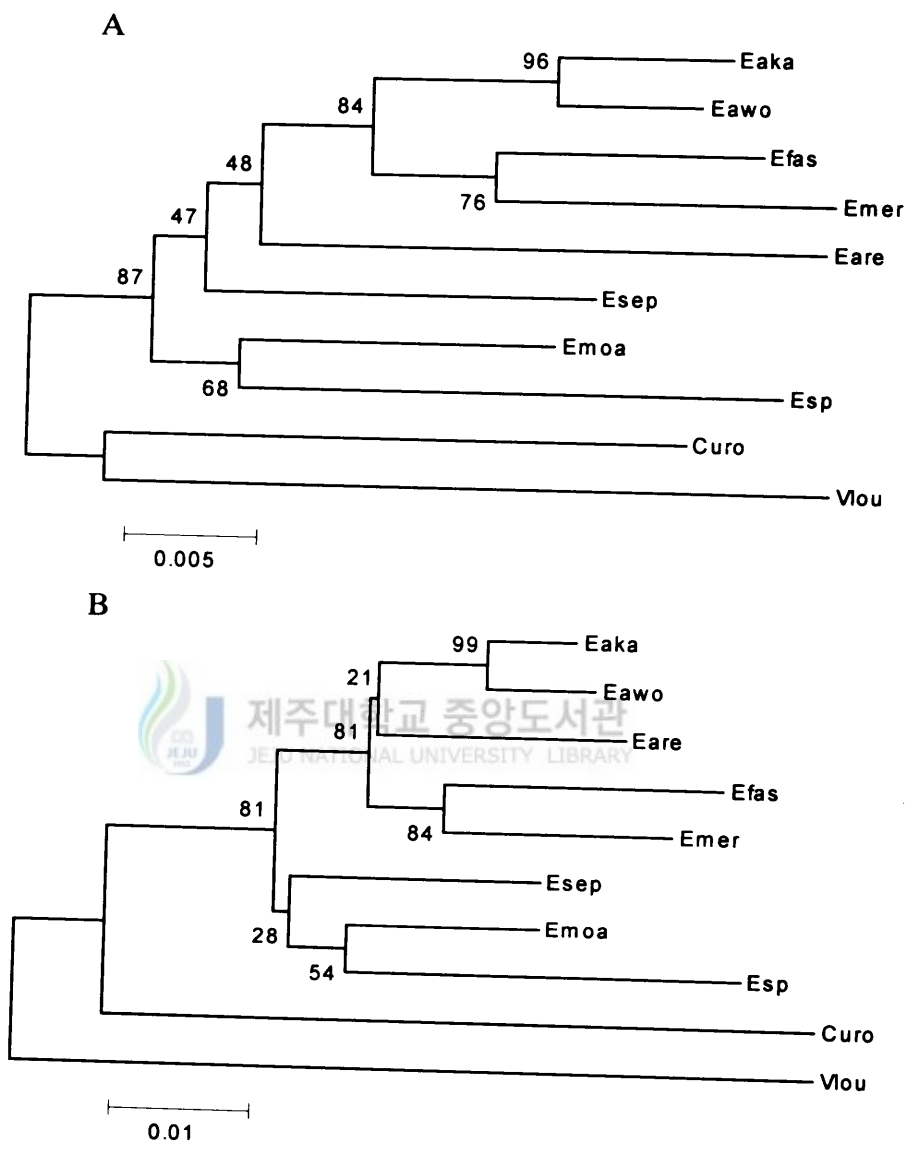 A
96
Eaka
Eawo
84
Efas
76
Emer
48
Eare
47
Esep
87
Emoa
68
Esp
Curo
Vlou
0.005
B
99
Eaka
21
Eawo
제주대학교 중앙도서관
JEJU NATIONAL UNIVERSITY LIBRARY
JEJU
1952
81
Eare
Efas
81
84
Emer
Esep
28
Emoa
54
Esp
Curo
Vlou
0.01